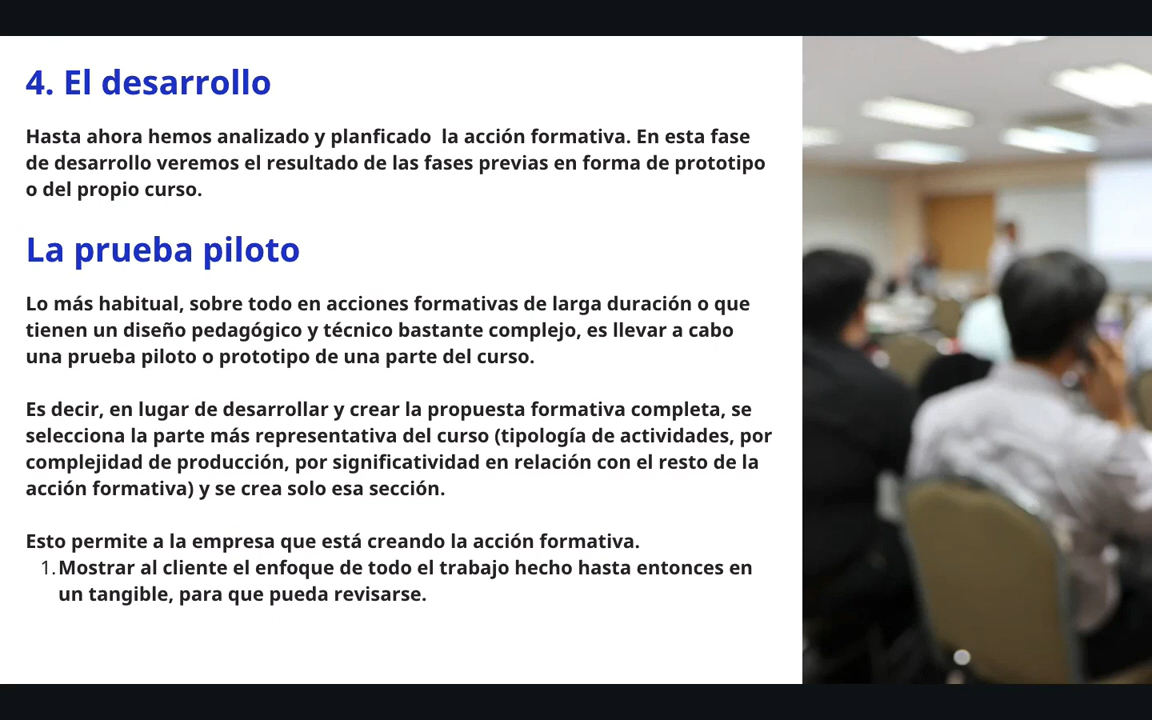 4. El desarrollo
Hasta ahora hemos analizado y planficado  la acción formativa. En esta fase
de desarrollo veremos el resultado de las fases previas en forma de prototipo
o del propio curso.
La prueba piloto
Lo más habitual, sobre todo en acciones formativas de larga duración o que
tienen un diseño pedagógico y técnico bastante complejo, es llevar a cabo
una prueba piloto o prototipo de una parte del curso.
Es decir, en lugar de desarrollar y crear la propuesta formativa completa, se
selecciona la parte más representativa del curso (tipología de actividades, por
complejidad de producción, por significatividad en relación con el resto de la
acción formativa) y se crea solo esa sección.
Esto permite a la empresa que está creando la acción formativa.
1. Mostrar al cliente el enfoque de todo el trabajo hecho hasta entonces en
un tangible, para que pueda revisarse.